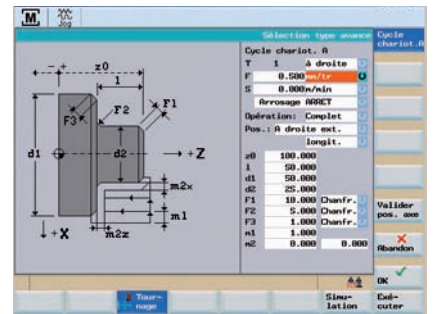 M
Jog
Sélection type avance
Cycle
chariot.A
Cycle chariot. A
T 1 à droite
F 0.500 mm/tr
S 0.000 m/min
Arrosage ARRET
Opération: Complet
Pos.: A droite ext.
longit.
z0 100.000
l 50.000
d1 50.000
d2 25.000
F1 10.000 Chanfr.
F2 5.000 Chanfr.
F3 1.000 Chanfr.
m1 1.000
m2 0.000 0.000
- +
z0
l
F1
F2
F3
d1
d2
+Z
m2x
m1
+X
m2z
Valider
pos. axe
Abandon
OK
Tour-
nage
Simu-
lation
Exé-
cuter